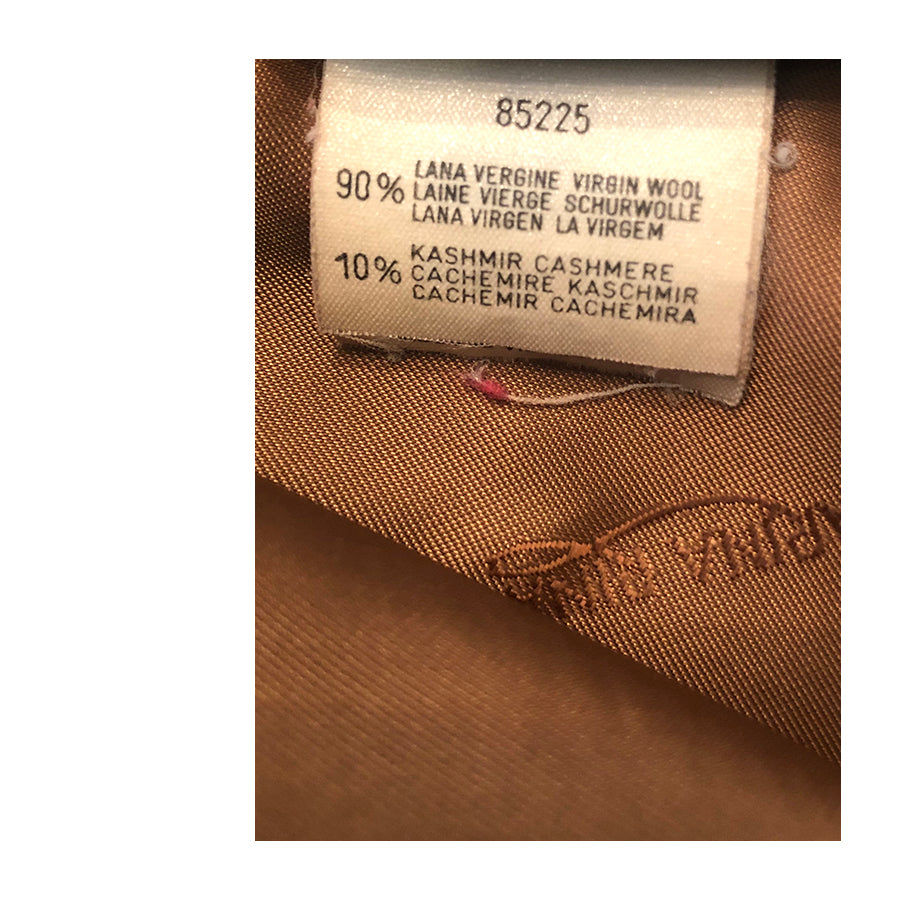 85225
90% LANA VERGINE VIRGIN WOOL
LAINE VIERGE SCHURWOLLE
LANA VIRGEN LA VIRGEM
10% KASHMIR CASHMERE
CACHEMIRE KASCHMIR
CACHEMIR CACHEMIRA